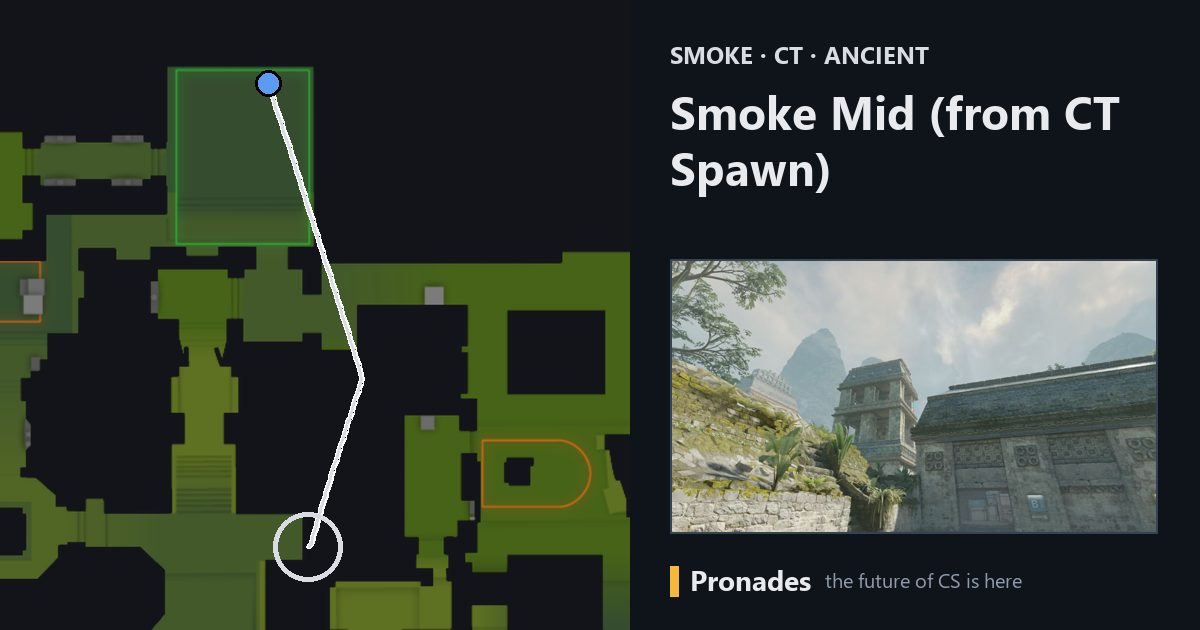 SMOKE · CT · ANCIENT
Smoke Mid (from CT
Spawn)
Pronades the future of CS is here